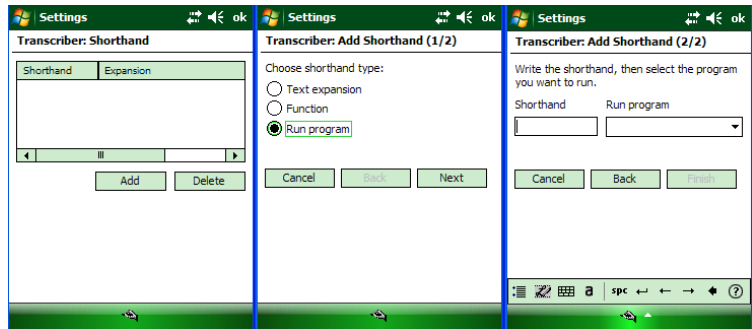 Settings ok
Transcriber: Shorthand
Shorthand Expansion
Add Delete
Settings ok
Transcriber: Add Shorthand (1/2)
Choose shorthand type:
Text expansion
Function
Run program
Cancel Back Next
Settings ok
Transcriber: Add Shorthand (2/2)
Write the shorthand, then select the program
you want to run.
Shorthand Run program
Cancel Back Finish
a spc ?